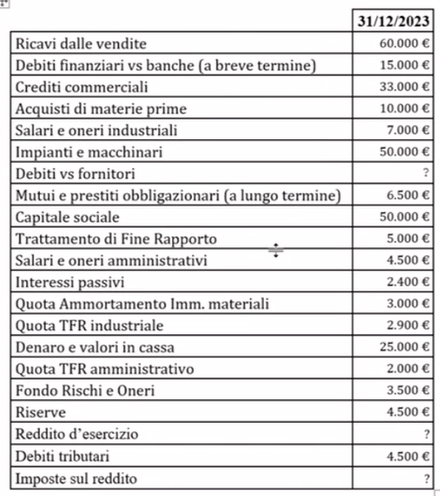 31/12/2023
Ricavi dalle vendite 60.000 €
Debiti finanziari vs banche (a breve termine) 15.000 €
Crediti commerciali 33.000 €
Acquisti di materie prime 10.000 €
Salari e oneri industriali 7.000 €
Impianti e macchinari 50.000 €
Debiti vs fornitori ?
Mutui e prestiti obbligazionari (a lungo termine) 6.500 €
Capitale sociale 50.000 €
Trattamento di Fine Rapporto 5.000 €
Salari e oneri amministrativi 4.500 €
Interessi passivi 2.400 €
Quota Ammortamento Imm. materiali 3.000 €
Quota TFR industriale 2.900 €
Denaro e valori in cassa 25.000 €
Quota TFR amministrativo 2.000 €
Fondo Rischi e Oneri 3.500 €
Riserve 4.500 €
Reddito d'esercizio ?
Debiti tributari 4.500 €
Imposte sul reddito ?